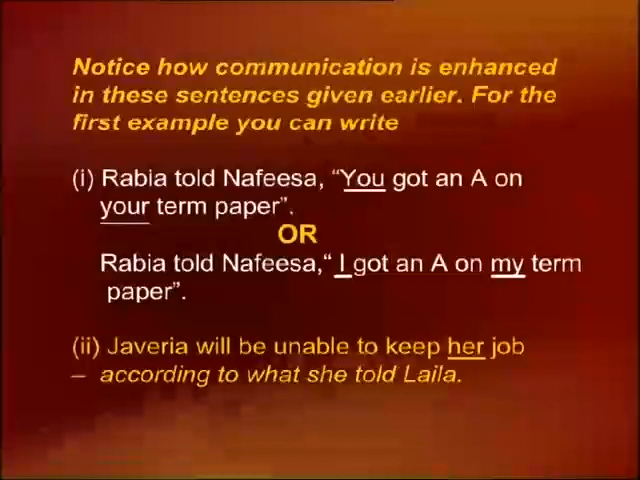 Notice how communication is enhanced
in these sentences given earlier. For the
first example you can write
(i) Rabia told Nafeesa, “You got an A on
your term paper”.
OR
Rabia told Nafeesa,“ I got an A on my term
paper”.
(ii) Javeria will be unable to keep her job
– according to what she told Laila.